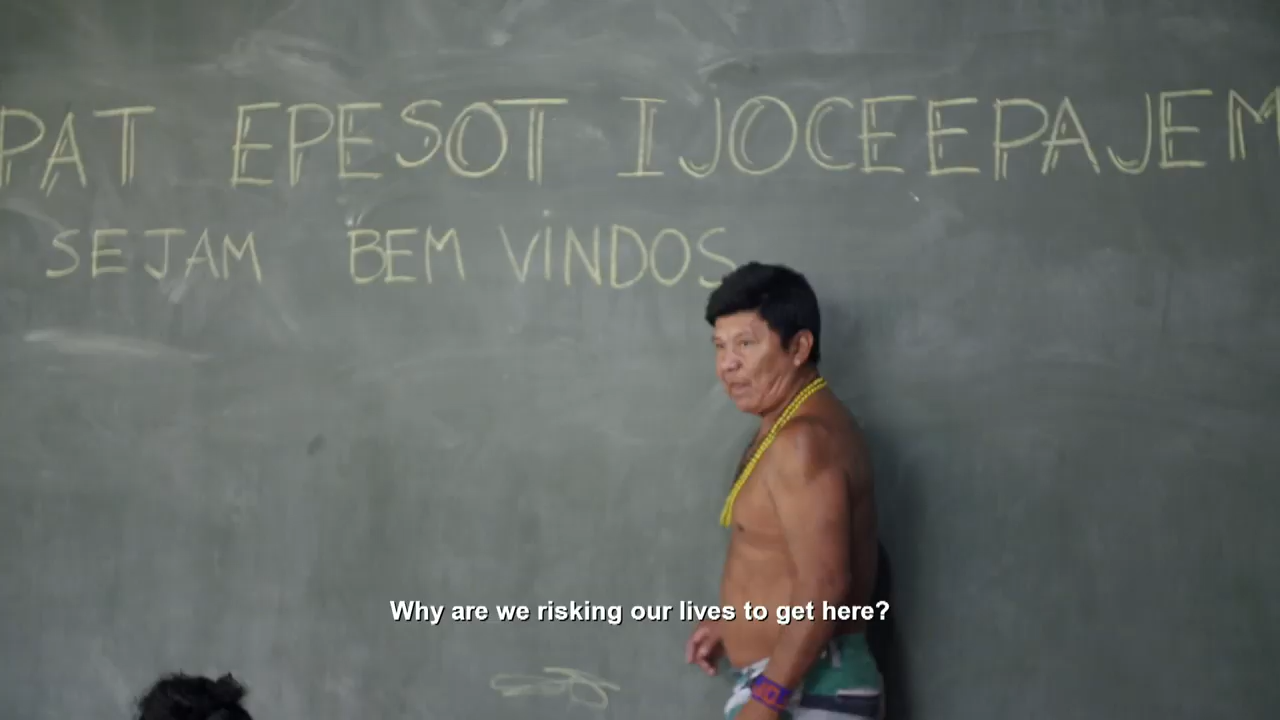 PAT EPESOT IJOCEEPAJEM
SEJAM BEM VINDOS
Why are we risking our lives to get here?